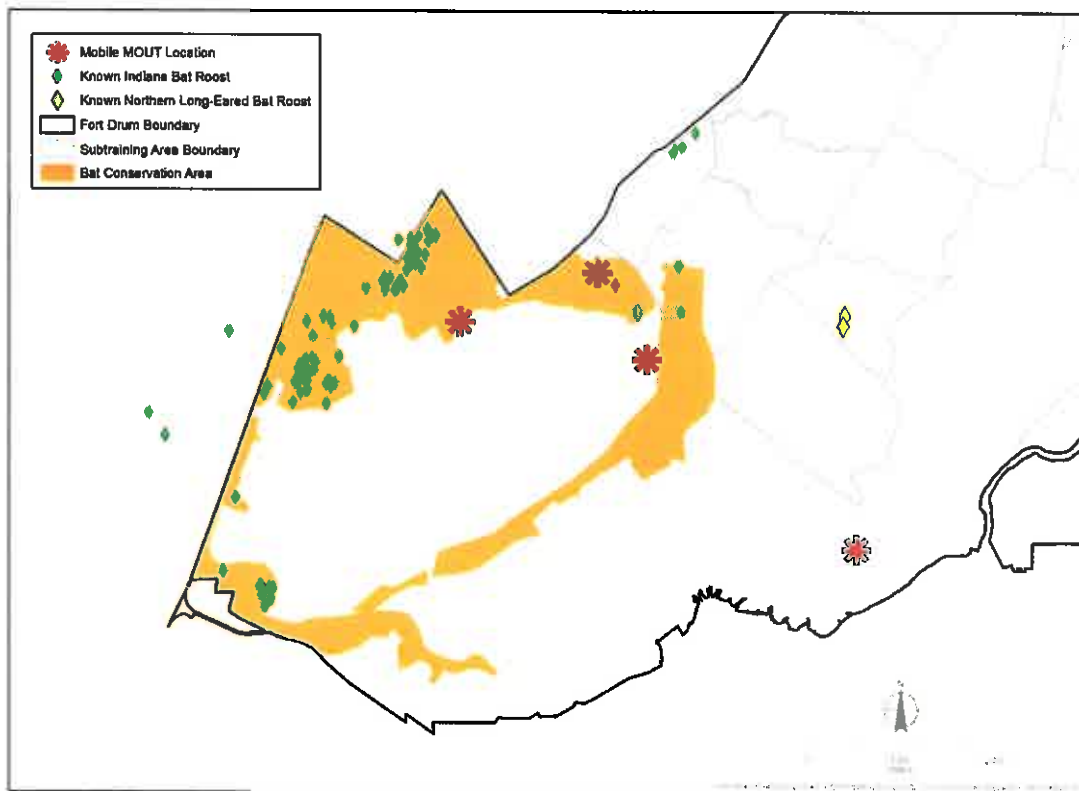 Mobile MOUT Location
Known Indiana Bat Roost
Known Northern Long-Eared Bat Roost
Fort Drum Boundary
Subtraining Area Boundary
Bat Conservation Area